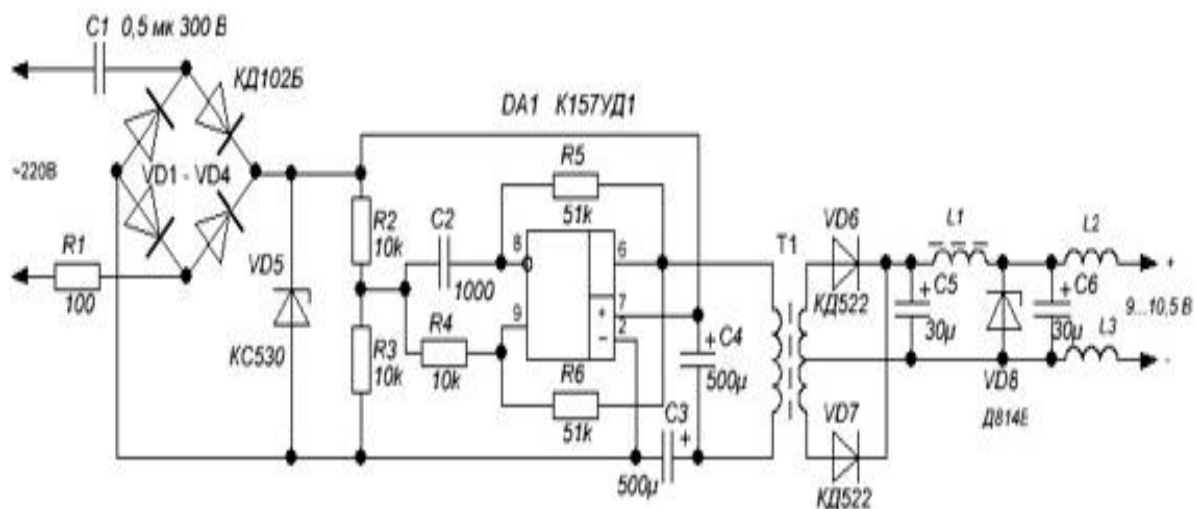 C1 0,5 мк 300 В
КД102Б
DA1 К157УД1
~220В
VD1 - VD4
R5
51k
R2
10k
C2
1000
8
6
T1
VD6
КД522
L1
L2
+
R1
100
VD5
КС530
9
7
+
2
−
+
C4
500µ
+
C5
30µ
+
C6
30µ
9...10,5 В
L3
-
R3
10k
R4
10k
R6
51k
VD8
Д814Б
C3
+
500µ
VD7
КД522